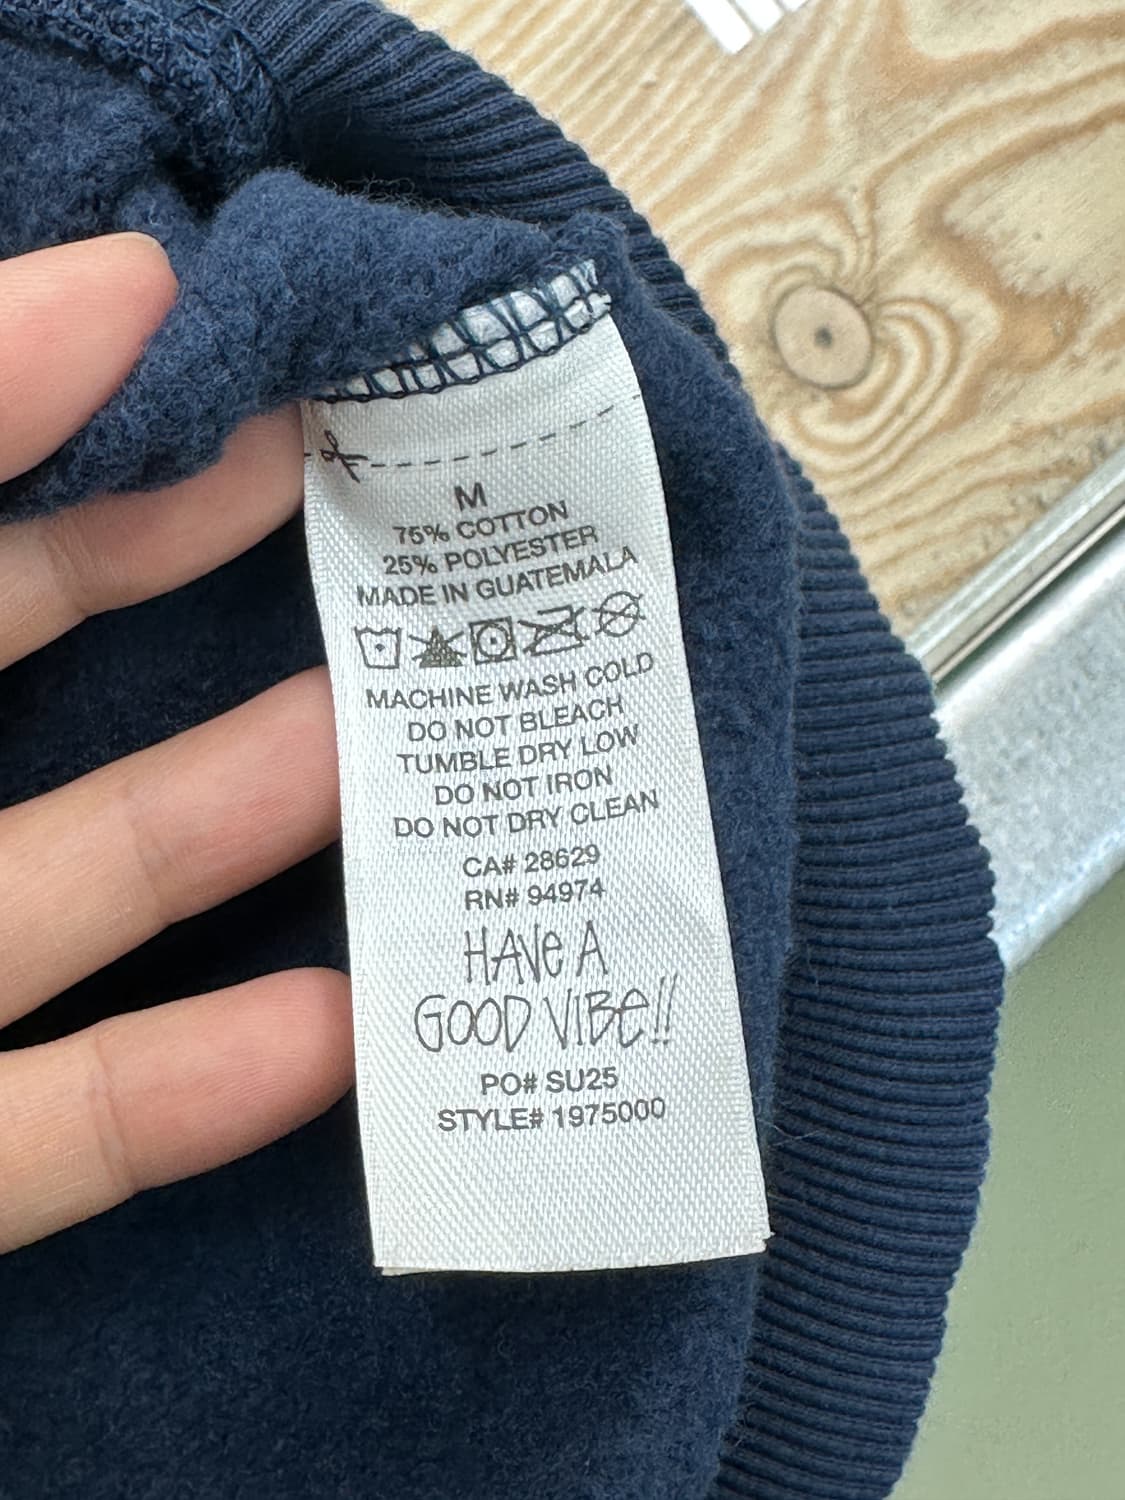 M
75% COTTON
25% POLYESTER
MADE IN GUATEMALA
MACHINE WASH COLD
DO NOT BLEACH
TUMBLE DRY LOW
DO NOT IRON
DO NOT DRY CLEAN
CA# 28629
RN# 94974
HAVe A
GOOD VIBe!!
PO# SU25
STYLE# 1975000